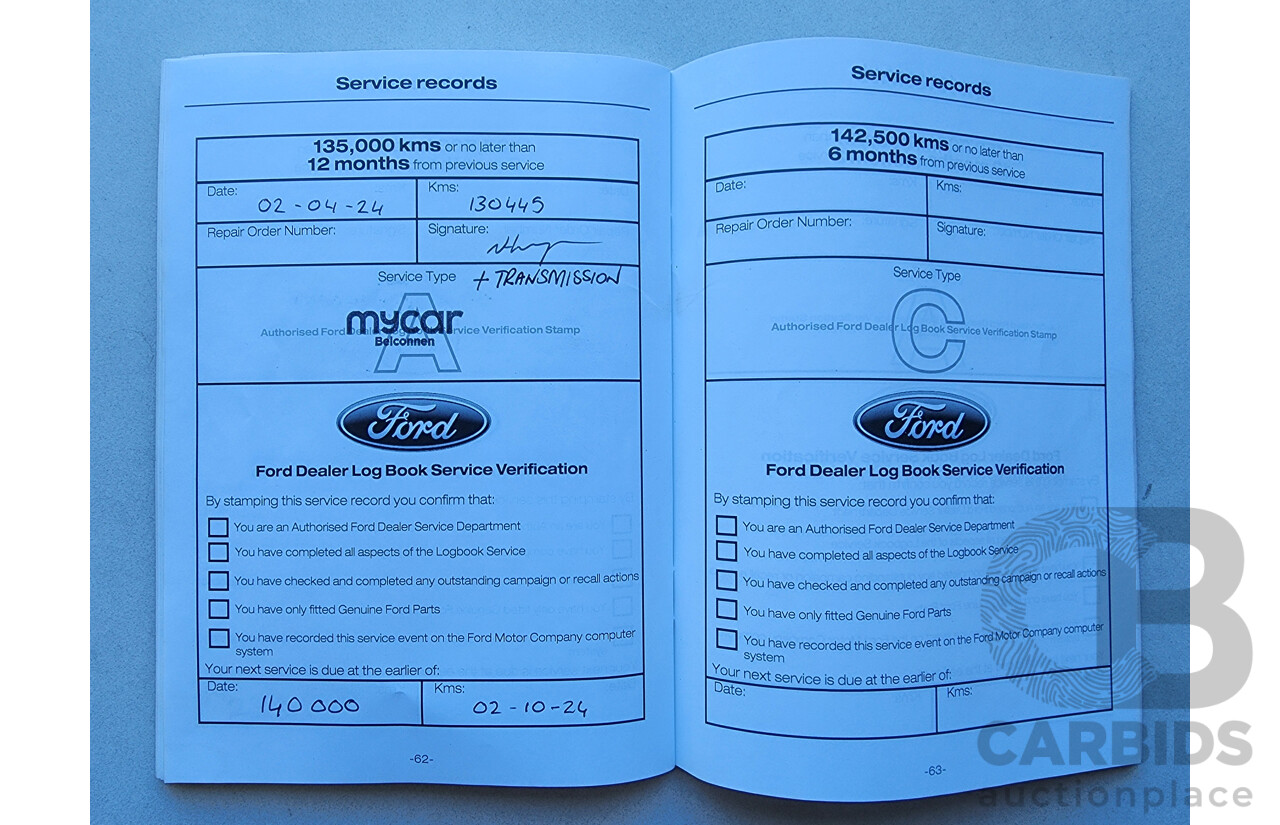 Service records
135,000 kms or no later than
12 months from previous service
Date: 02-04-24
Kms: 130445
Repair Order Number:
Signature:
Service Type + TRANSMISSION
A
Authorised Ford Dealer Log Book Service Verification Stamp
mycar
Belconnen
Ford
Ford Dealer Log Book Service Verification
By stamping this service record you confirm that:
You are an Authorised Ford Dealer Service Department
You have completed all aspects of the Logbook Service
You have checked and completed any outstanding campaign or recall actions
You have only fitted Genuine Ford Parts
You have recorded this service event on the Ford Motor Company computer
system
Your next service is due at the earlier of:
Date: 140 000
Kms: 02-10-24
-62-
Service records
142,500 kms or no later than
6 months from previous service
Date:
Kms:
Repair Order Number:
Signature:
Service Type
C
Authorised Ford Dealer Log Book Service Verification Stamp
Ford
Ford Dealer Log Book Service Verification
By stamping this service record you confirm that:
You are an Authorised Ford Dealer Service Department
You have completed all aspects of the Logbook Service
You have checked and completed any outstanding campaign or recall actions
You have only fitted Genuine Ford Parts
You have recorded this service event on the Ford Motor Company computer
system
Your next service is due at the earlier of:
Date:
Kms:
-63-
CB
CARBIDS
auctionplace